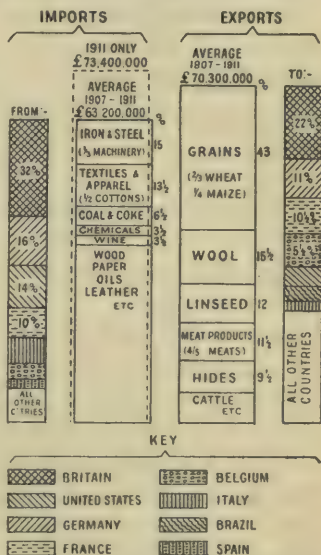 IMPORTS
1911 ONLY
£73,400,000
AVERAGE
1907-1911
£63 200,000
%
FROM:-
32%
16%
14%
10%
ALL
OTHER
C'TRIES
IRON & STEEL
(⅓ MACHINERY)
15
TEXTILES &
APPAREL
(½ COTTONS)
13½
COAL & COKE
6½
CHEMICALS
3½
WINE
WOOD
PAPER
OILS
LEATHER
ETC
EXPORTS
AVERAGE
1907-1911
£70,300,000
%
GRAINS
(⅔ WHEAT
¼ MAIZE)
43
WOOL
16½
LINSEED
12
MEAT PRODUCTS
(4/5 MEATS)
11½
HIDES
9½
CATTLE
ETC
TO:-
22%
11%
10½%
5½%
ALL OTHER
COUNTRIES
KEY
BRITAIN
UNITED STATES
GERMANY
FRANCE
BELGIUM
ITALY
BRAZIL
SPAIN